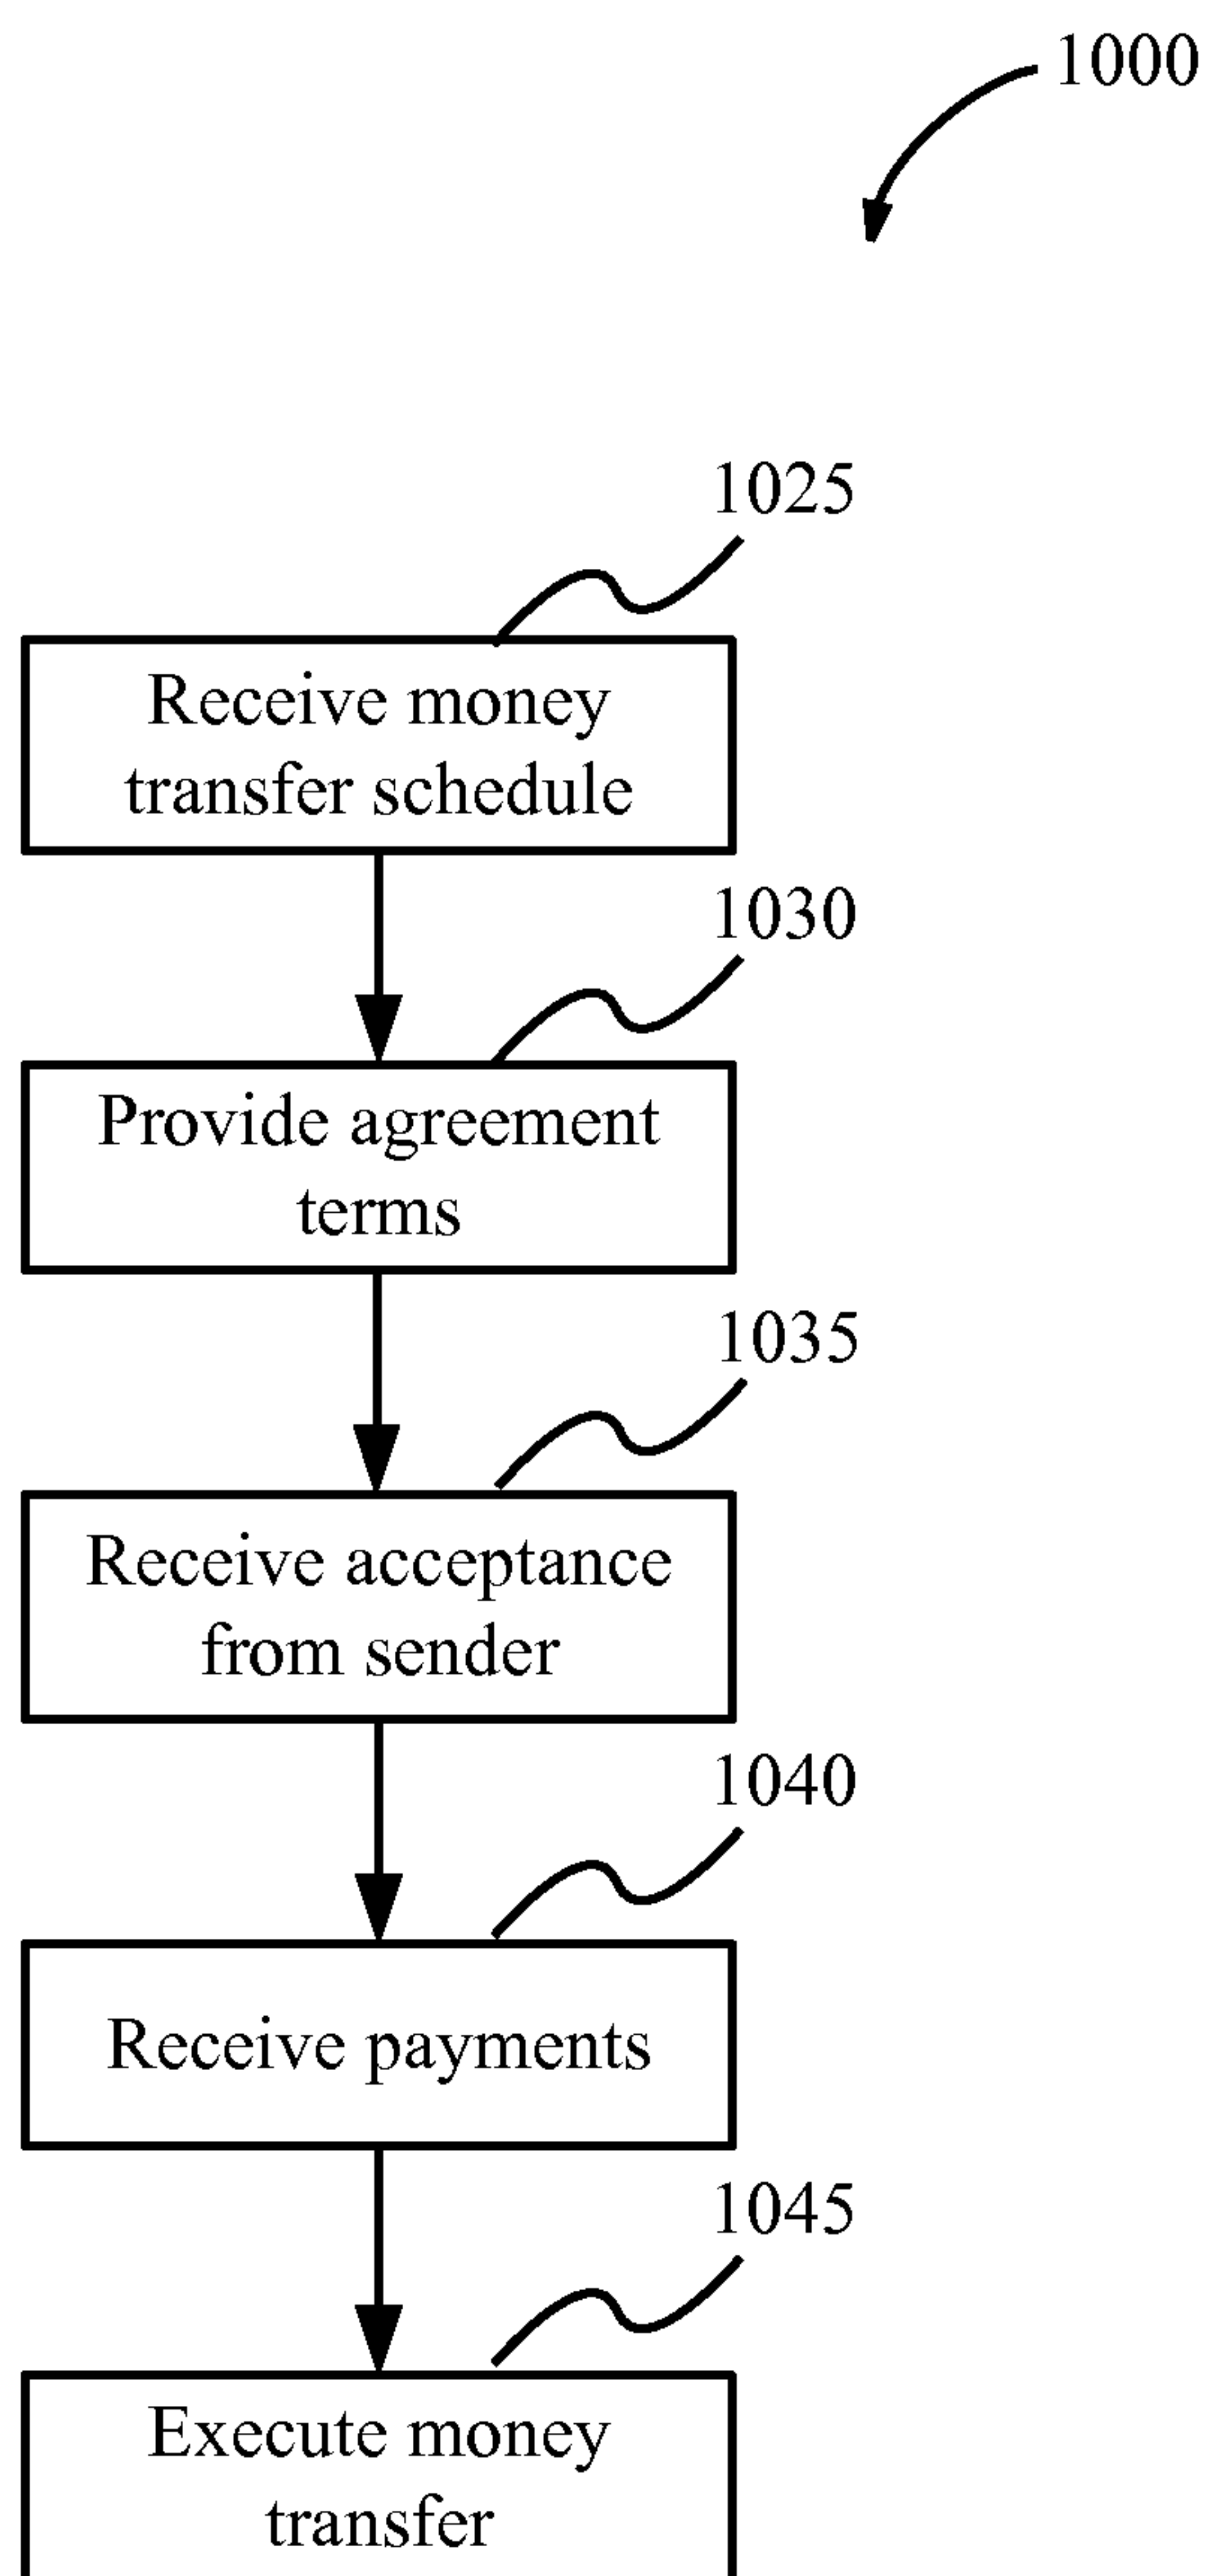 1000
1025
Receive money
transfer schedule
1030
Provide agreement
terms
1035
Receive acceptance
from sender
1040
Receive payments
1045
Execute money
transfer